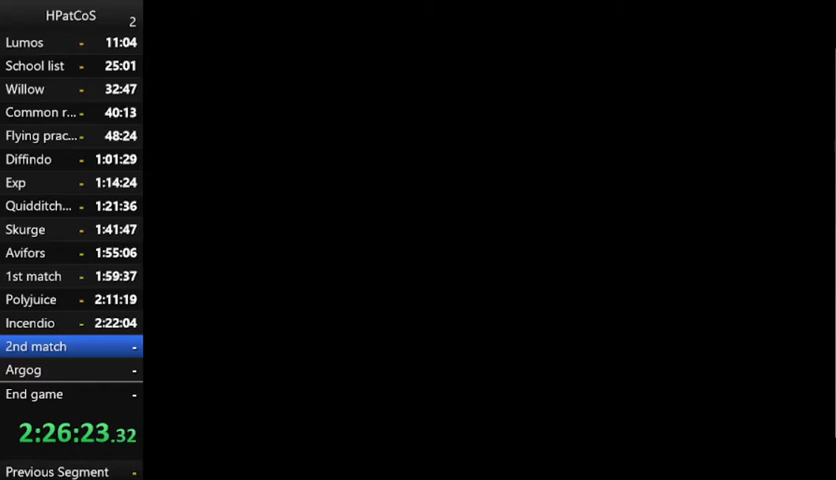 HPatCoS
2
Lumos - 11:04
School list - 25:01
Willow - 32:47
Common r... - 40:13
Flying prac... - 48:24
Diffindo - 1:01:29
Exp - 1:14:24
Quidditch... - 1:21:36
Skurge - 1:41:47
Avifors - 1:55:06
1st match - 1:59:37
Polyjuice - 2:11:19
Incendio - 2:22:04
2nd match -
Argog -
End game -
2:26:23.32
Previous Segment -